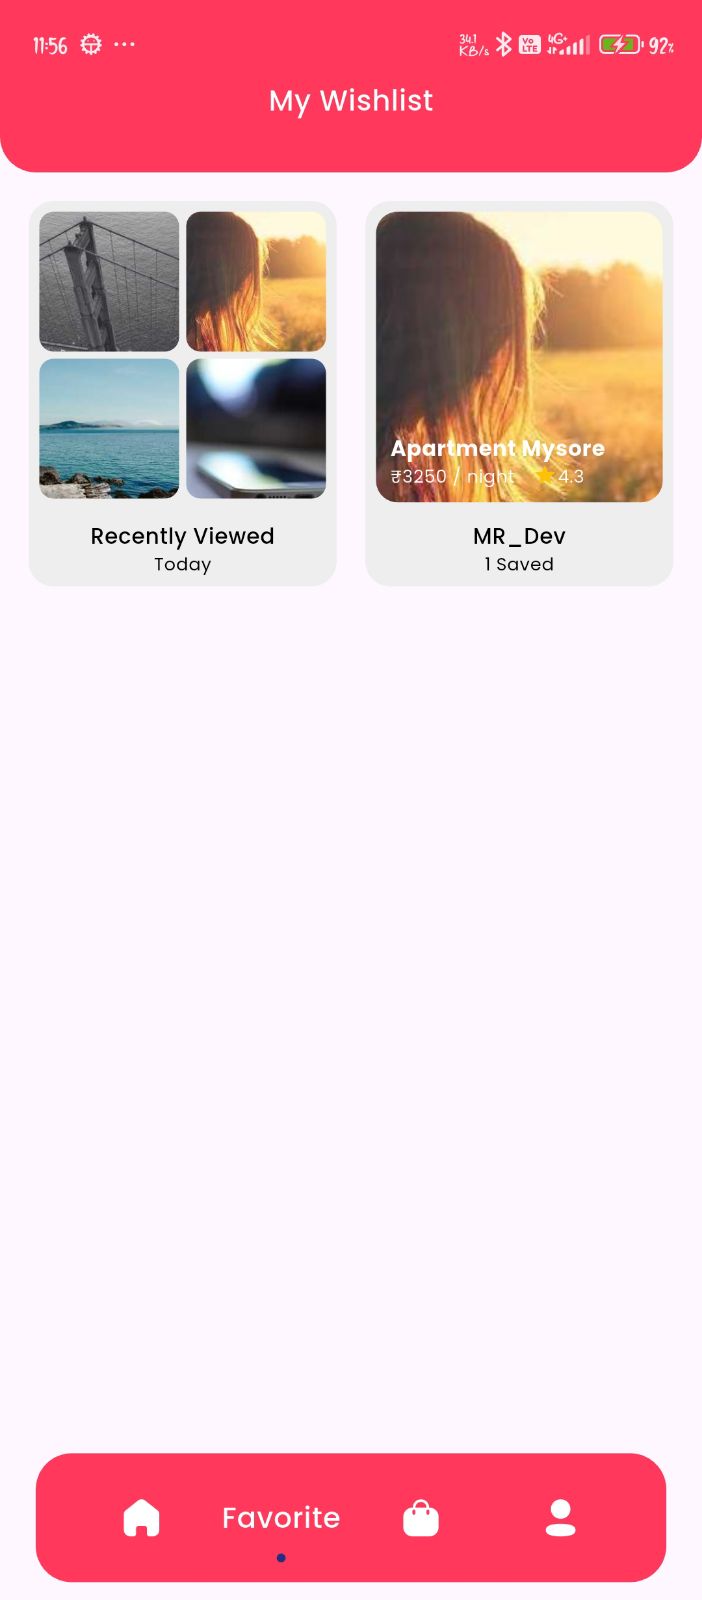 11:56 ... 34.1 KB/s Vo LTE 4G+ 92%
My Wishlist
Apartment Mysore
₹3250 / night ★4.3
Recently Viewed
Today
MR_Dev
1 Saved
Favorite